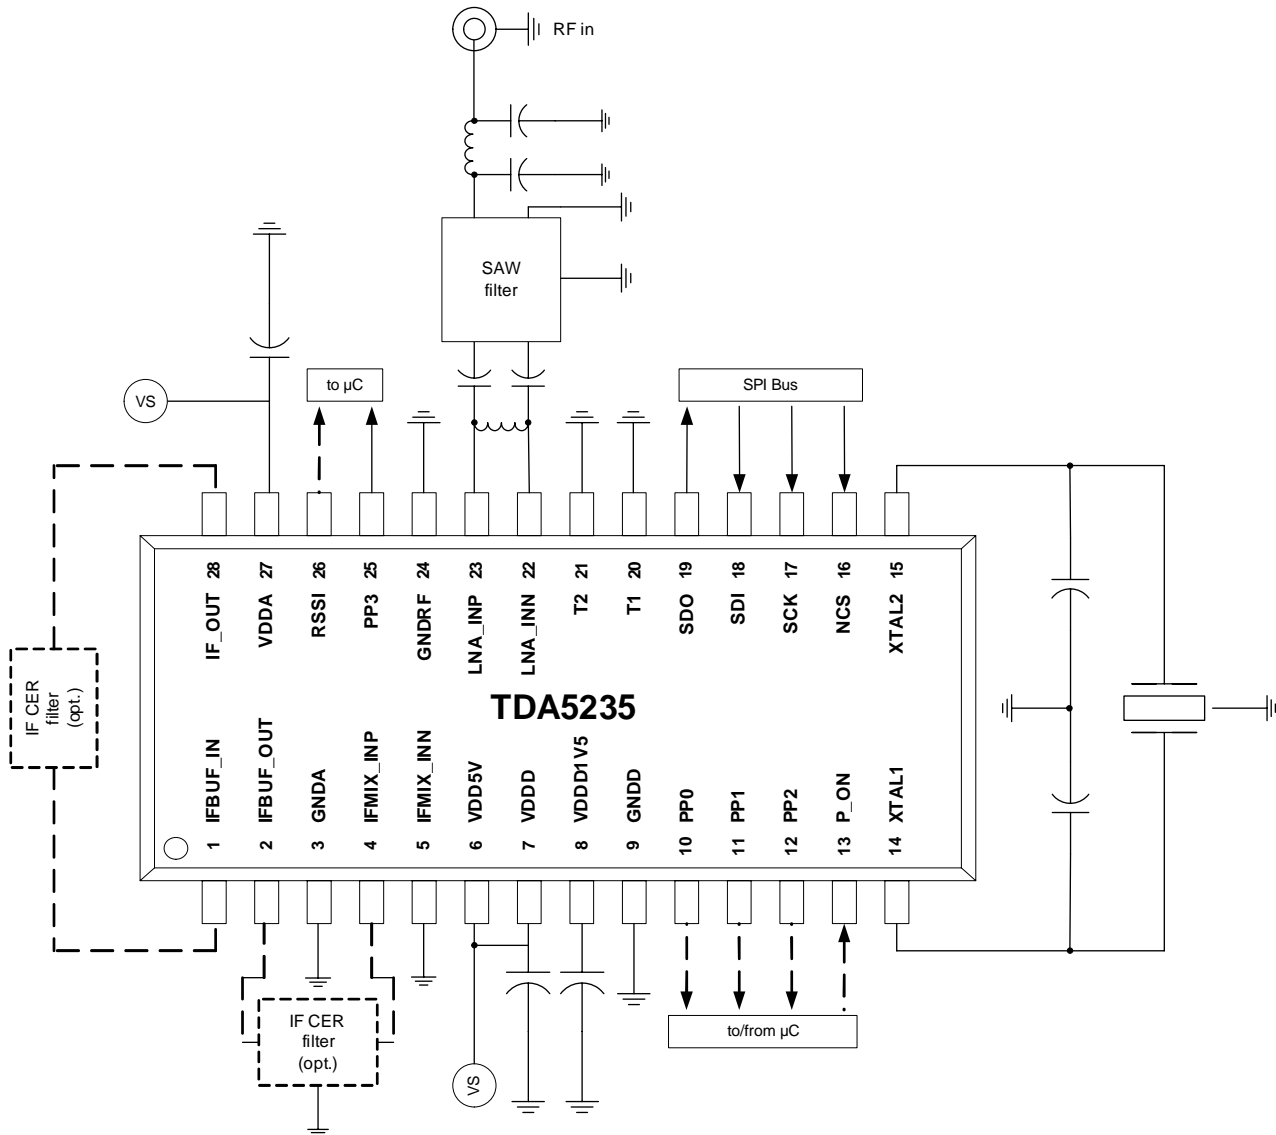 RF in
SAW
filter
VS
to µC
SPI Bus
28 IF_OUT
27 VDDA
26 RSSI
25 PP3
24 GNDRF
23 LNA_INP
22 LNA_INN
21 T2
20 T1
19 SDO
18 SDI
17 SCK
16 NCS
15 XTAL2
IF CER
filter
(opt.)
TDA5235
1 IFBUF_IN
2 IFBUF_OUT
3 GNDA
4 IFMIX_INP
5 IFMIX_INN
6 VDD5V
7 VDDD
8 VDDD1V5
9 GNDD
10 PP0
11 PP1
12 PP2
13 P_ON
14 XTAL1
IF CER
filter
(opt.)
VS
to/from µC